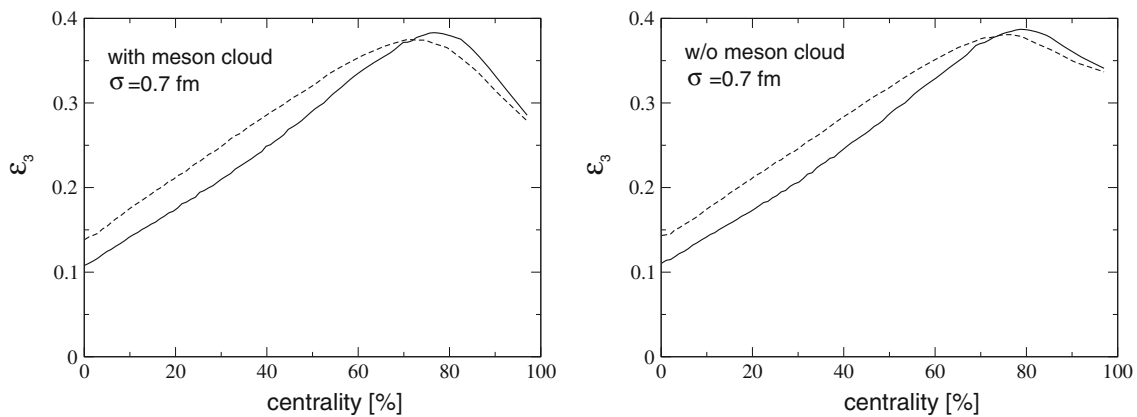 0.4
0.3
0.2
0.1
0
ε₃
with meson cloud
σ =0.7 fm
0 20 40 60 80 100
centrality [%]
0.4
0.3
0.2
0.1
0
ε₃
w/o meson cloud
σ =0.7 fm
0 20 40 60 80 100
centrality [%]